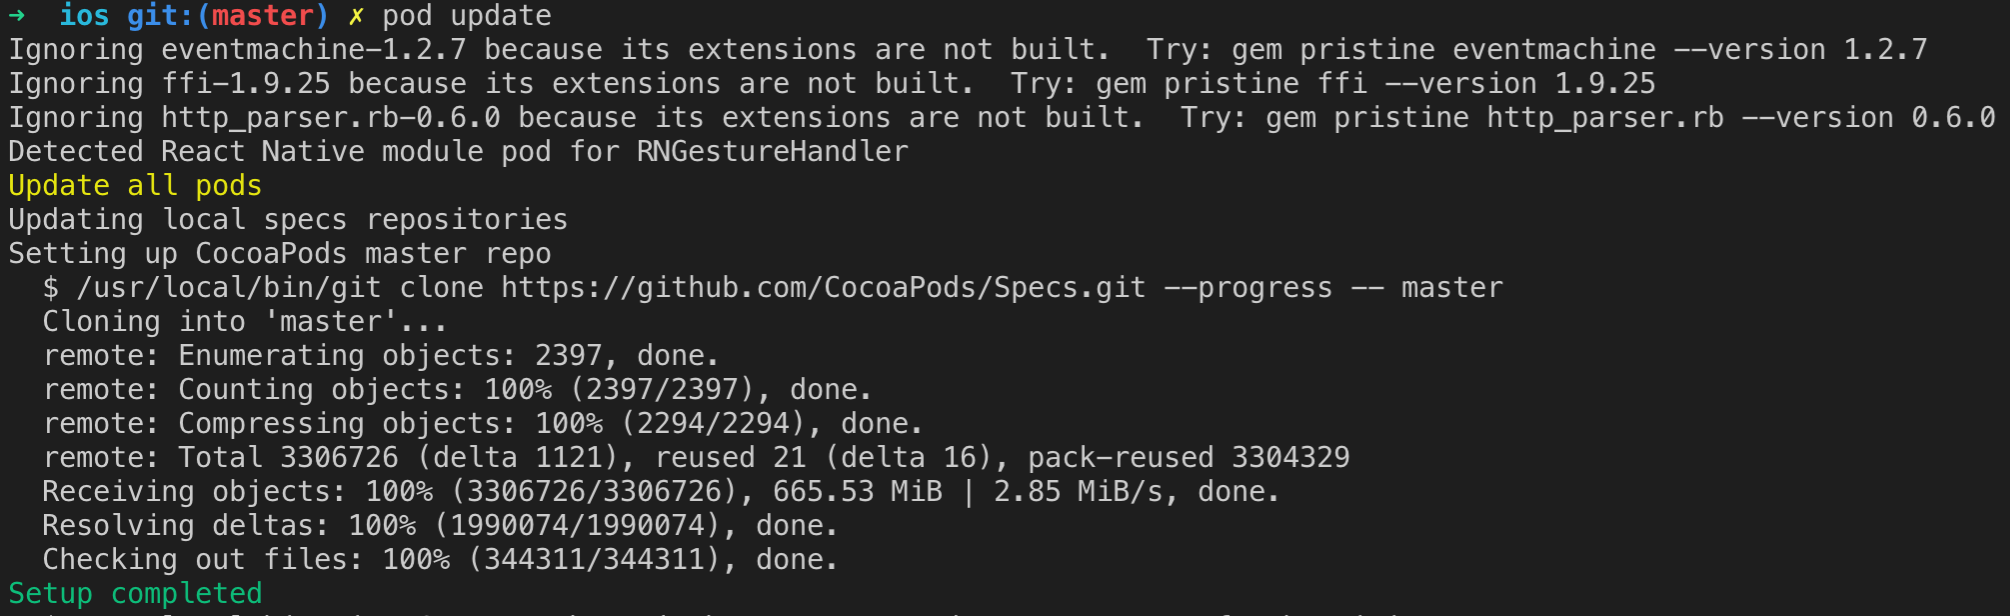 →  ios git:(master) ✗ pod update
Ignoring eventmachine-1.2.7 because its extensions are not built.  Try: gem pristine eventmachine --version 1.2.7
Ignoring ffi-1.9.25 because its extensions are not built.  Try: gem pristine ffi --version 1.9.25
Ignoring http_parser.rb-0.6.0 because its extensions are not built.  Try: gem pristine http_parser.rb --version 0.6.0
Detected React Native module pod for RNGestureHandler
Update all pods
Updating local specs repositories
Setting up CocoaPods master repo
  $ /usr/local/bin/git clone https://github.com/CocoaPods/Specs.git --progress -- master
  Cloning into 'master'...
  remote: Enumerating objects: 2397, done.
  remote: Counting objects: 100% (2397/2397), done.
  remote: Compressing objects: 100% (2294/2294), done.
  remote: Total 3306726 (delta 1121), reused 21 (delta 16), pack-reused 3304329
  Receiving objects: 100% (3306726/3306726), 665.53 MiB | 2.85 MiB/s, done.
  Resolving deltas: 100% (1990074/1990074), done.
  Checking out files: 100% (344311/344311), done.
Setup completed